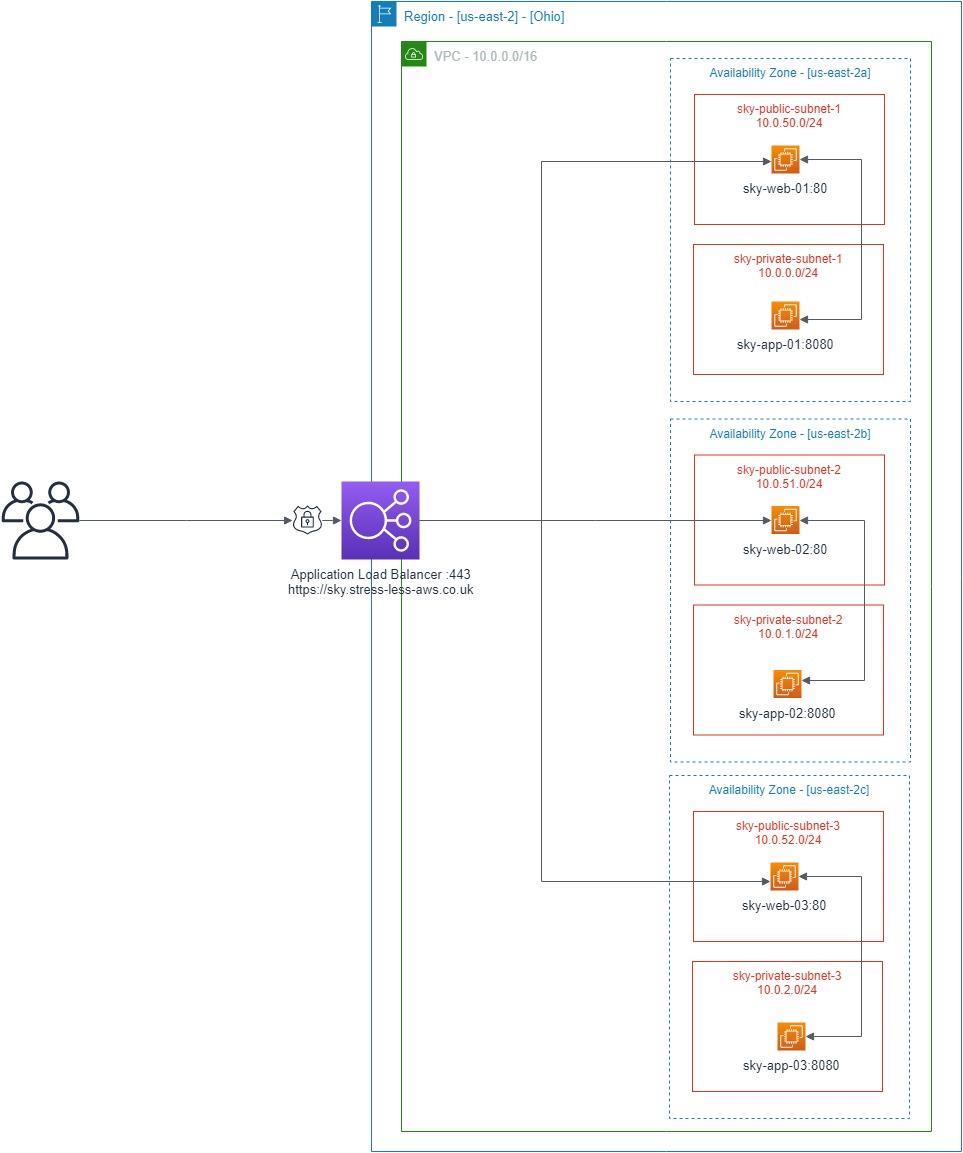 Region - [us-east-2] - [Ohio]
VPC - 10.0.0.0/16
Availability Zone - [us-east-2a]
sky-public-subnet-1
10.0.50.0/24
sky-web-01:80
sky-private-subnet-1
10.0.0.0/24
sky-app-01:8080
Availability Zone - [us-east-2b]
sky-public-subnet-2
10.0.51.0/24
sky-web-02:80
Application Load Balancer :443
https://sky.stress-less-aws.co.uk
sky-private-subnet-2
10.0.1.0/24
sky-app-02:8080
Availability Zone - [us-east-2c]
sky-public-subnet-3
10.0.52.0/24
sky-web-03:80
sky-private-subnet-3
10.0.2.0/24
sky-app-03:8080